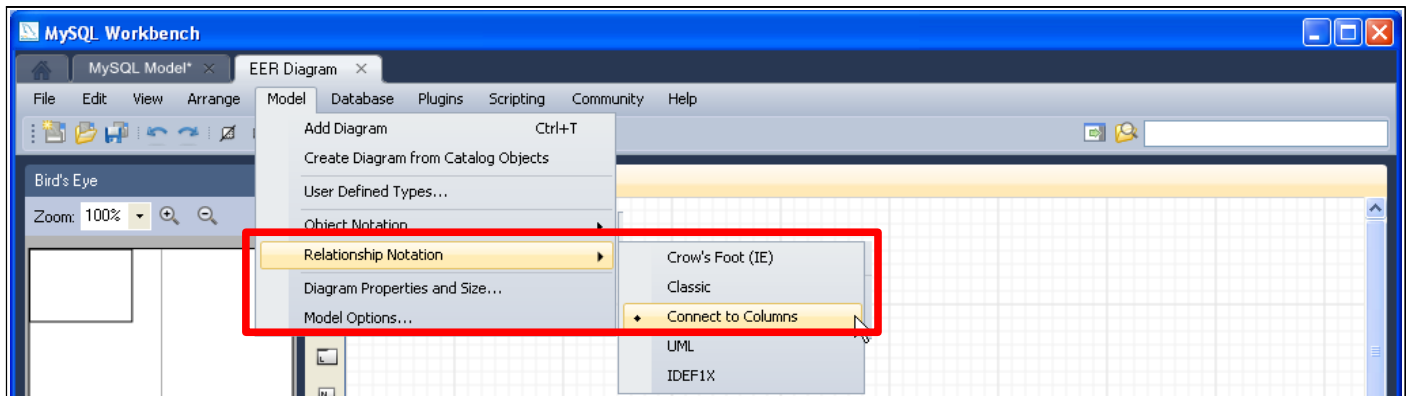 MySQL Workbench
MySQL Model* EER Diagram
File Edit View Arrange Model Database Plugins Scripting Community Help
Add Diagram Ctrl+T
Create Diagram from Catalog Objects
Bird's Eye
User Defined Types...
Zoom: 100%
Object Notation
Relationship Notation
Crow's Foot (IE)
Diagram Properties and Size...
Classic
Model Options...
Connect to Columns
UML
IDEF1X